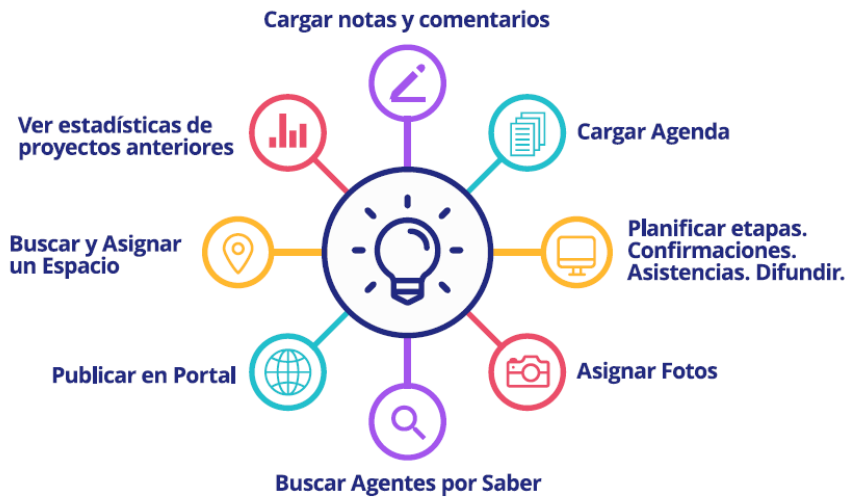 Cargar notas y comentarios
Ver estadísticas de
proyectos anteriores
Cargar Agenda
Buscar y Asignar
un Espacio
Planificar etapas.
Confirmaciones.
Asistencias. Difundir.
Publicar en Portal
Asignar Fotos
Buscar Agentes por Saber